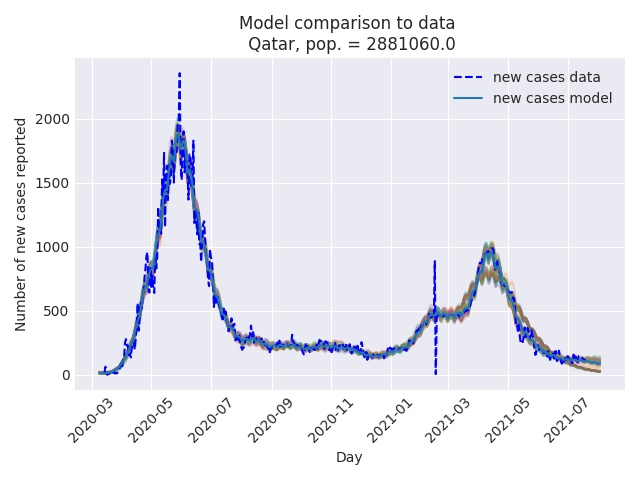 Model comparison to data
Qatar, pop. = 2881060.0
new cases data
new cases model
Number of new cases reported
2000
1500
1000
500
0
2020-03
2020-05
2020-07
2020-09
2020-11
2021-01
2021-03
2021-05
2021-07
Day